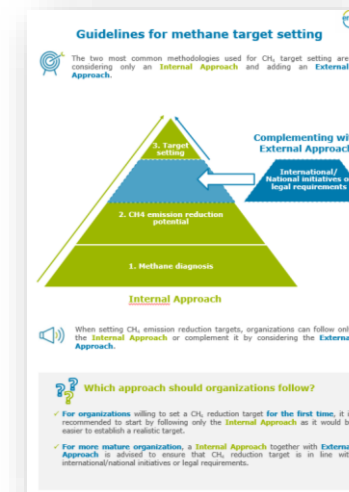 Guidelines for methane target setting
The two most common methodologies used for CH₄ target setting are
considering only an Internal Approach and adding an External
Approach.
3. Target
setting
Complementing
External
International/
National initiatives
legal requirements
2. CH4 emission reduction
potential
1. Methane diagnosis
Internal Approach
When setting CH₄ emission reduction targets, organizations can follow
the Internal Approach or complement it by considering the
Approach.
Which approach should organizations follow?
✓ For organizations willing to set a CH₄ reduction target for the first time, it
recommended to start by following only the Internal Approach as it would
easier to establish a realistic target.
✓ For more mature organization, a Internal Approach together with
Approach is advised to ensure that CH₄ reduction target is in line
international/national initiatives or legal requirements.